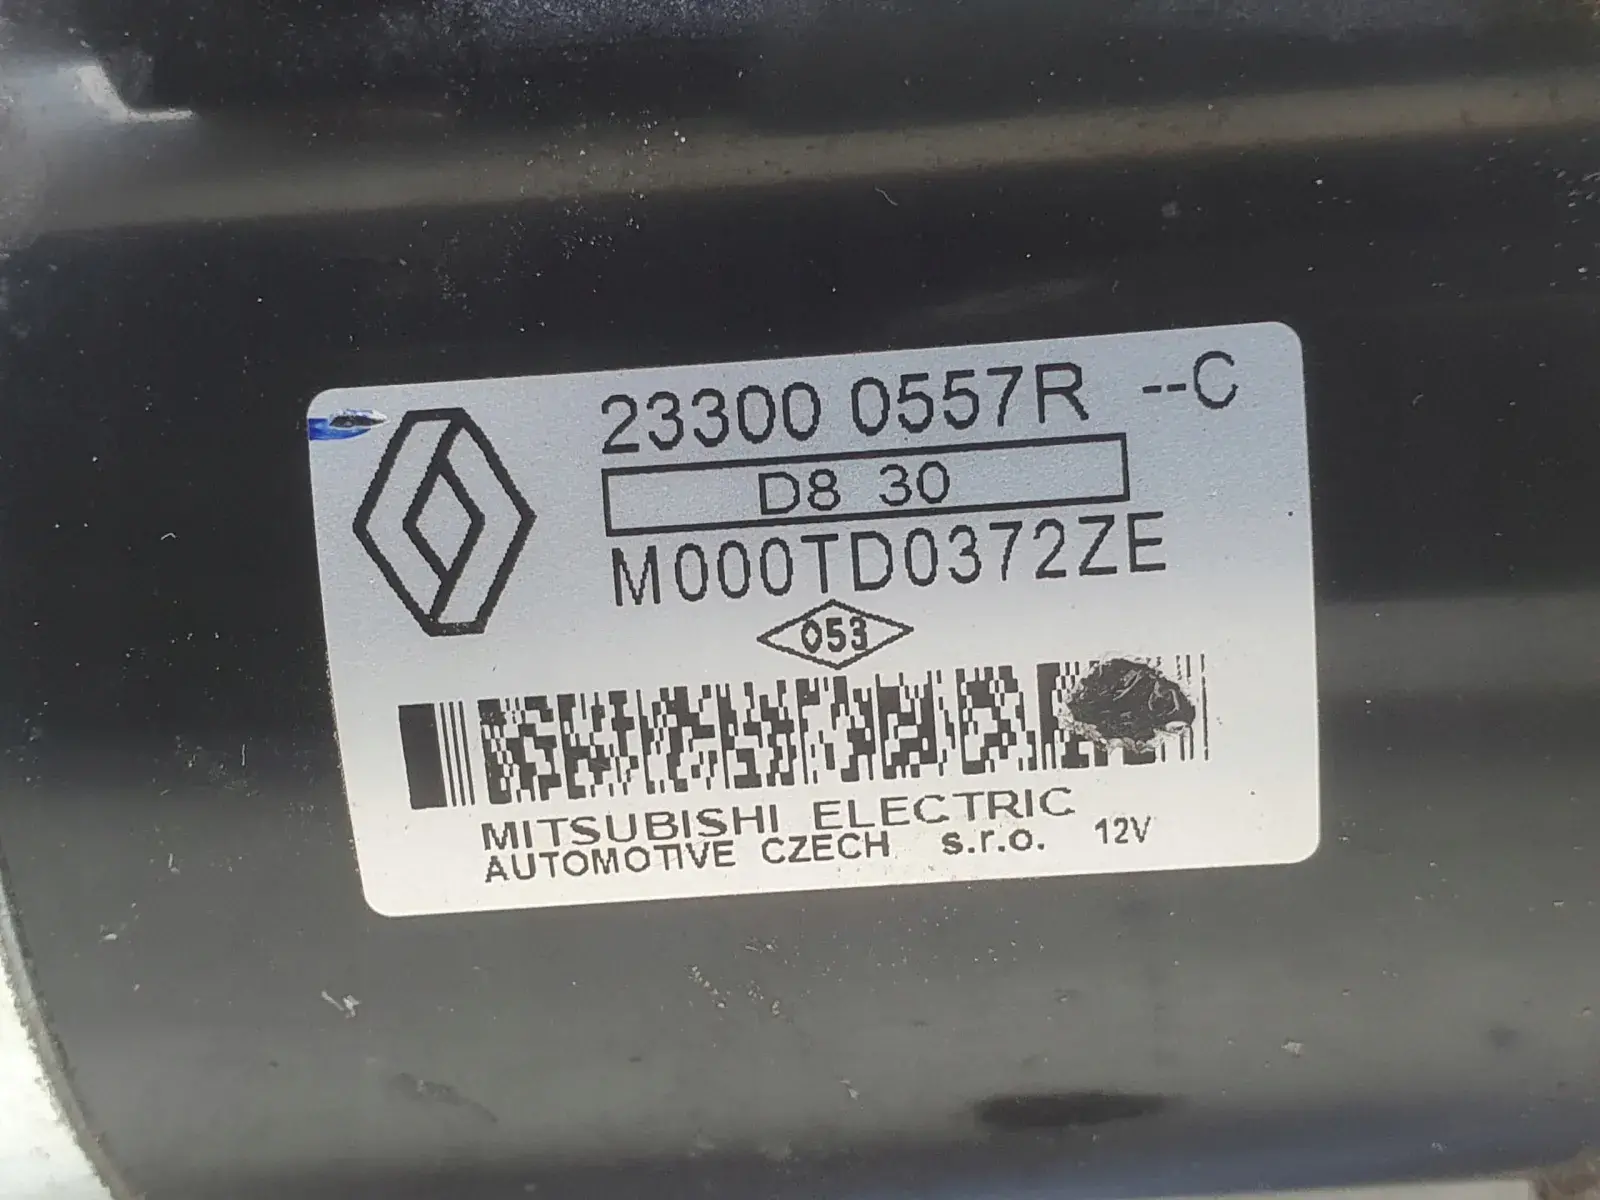 23300 0557R --C
D8 30
M000TD0372ZE
053
MITSUBISHI ELECTRIC
AUTOMOTIVE CZECH s.r.o. 12V